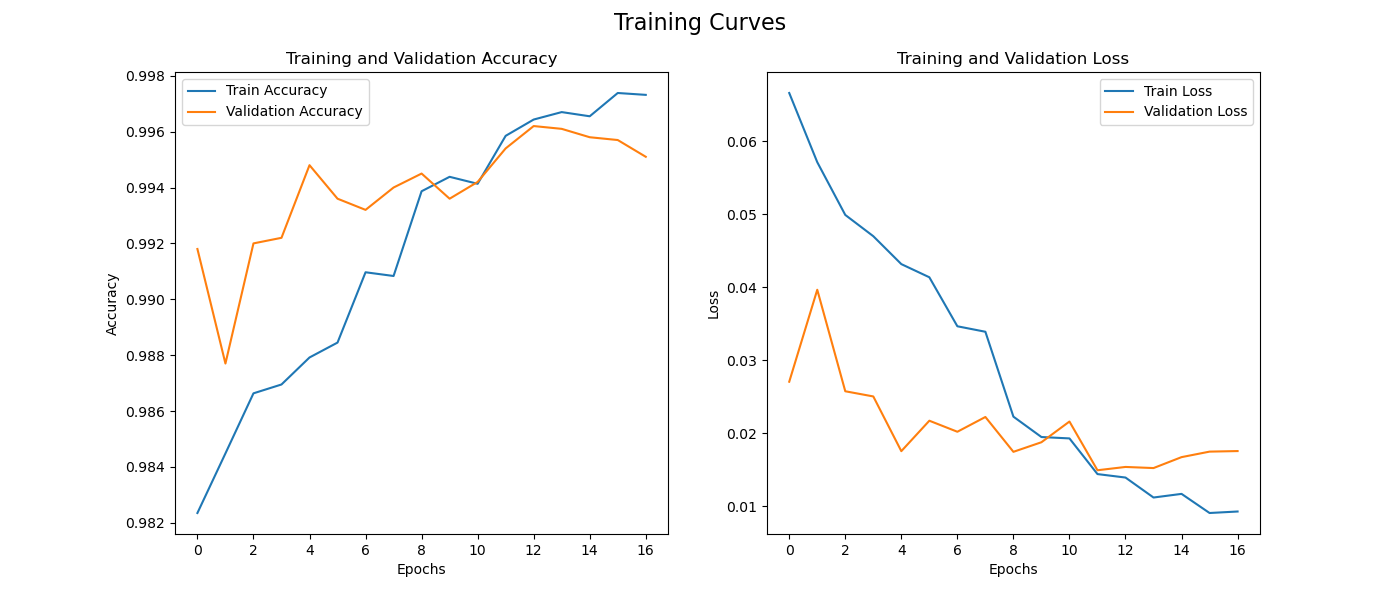 Training Curves
Training and Validation Accuracy
0.998
0.996
0.994
0.992
0.990
0.988
0.986
0.984
0.982
Accuracy
Train Accuracy
Validation Accuracy
0 2 4 6 8 10 12 14 16
Epochs
Training and Validation Loss
0.06
0.05
0.04
0.03
0.02
0.01
Loss
Train Loss
Validation Loss
0 2 4 6 8 10 12 14 16
Epochs